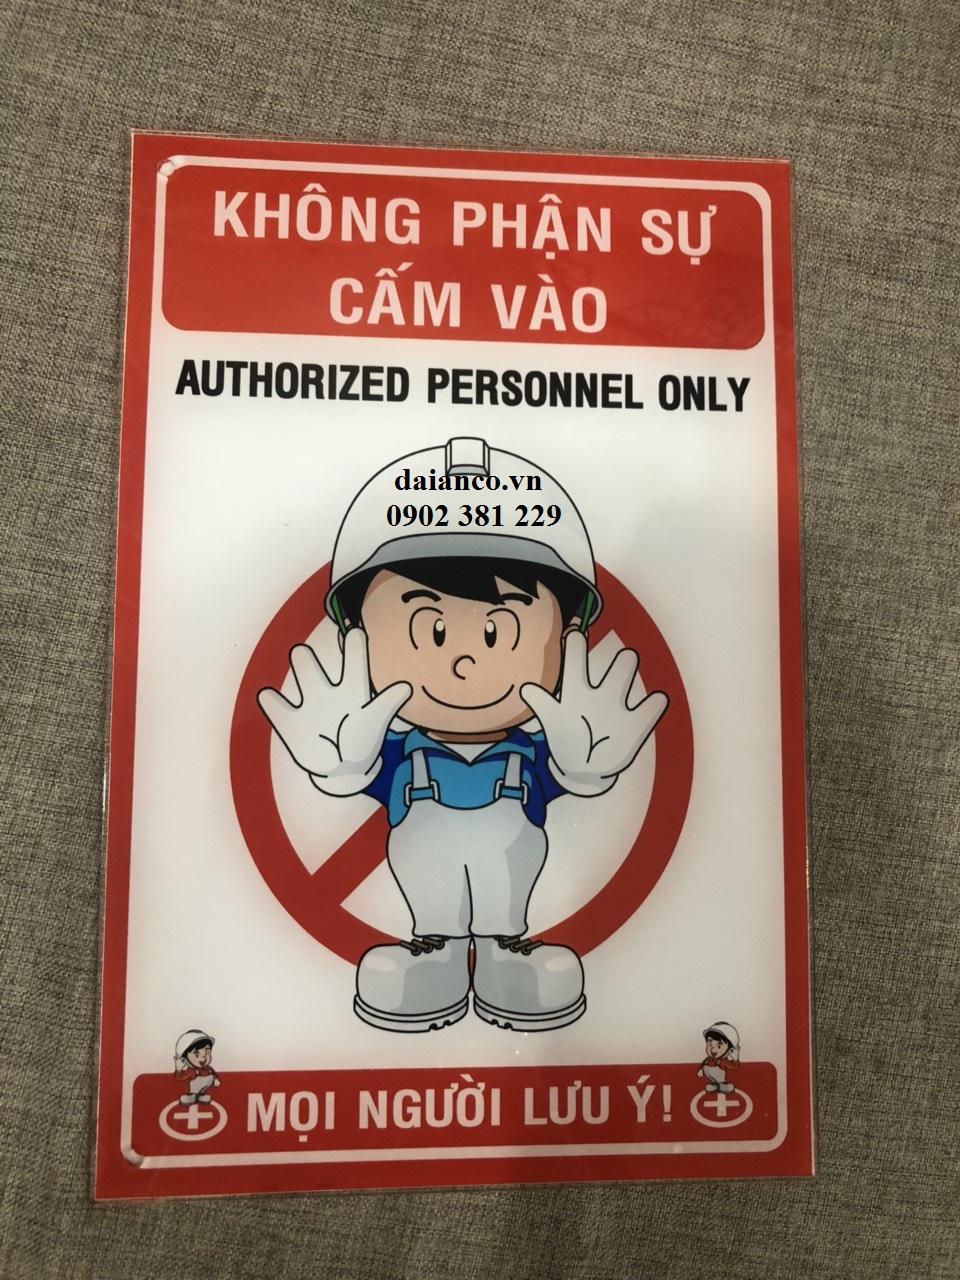 KHÔNG PHẬN SỰ
CẤM VÀO
AUTHORIZED PERSONNEL ONLY
daianco.vn
0902 381 229
MỌI NGƯỜI LƯU Ý!